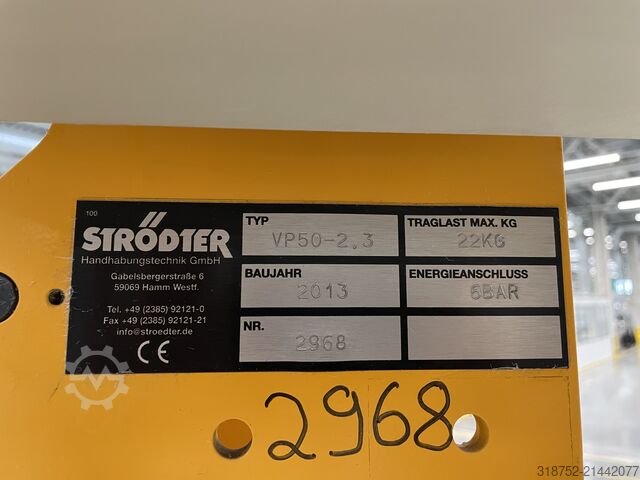 100
STRÖDTER
Handhabungstechnik GmbH
Gabelsbergerstraße 6
59069 Hamm Westf.
Tel. +49 (2385) 92121-0
Fax +49 (2385) 92121-21
info@stroedter.de
CE
TYP
VP50-2.3
TRAGLAST MAX. KG
22KG
BAUJAHR
2013
ENERGIEANSCHLUSS
6BAR
NR.
2968
2968
318752-21442077